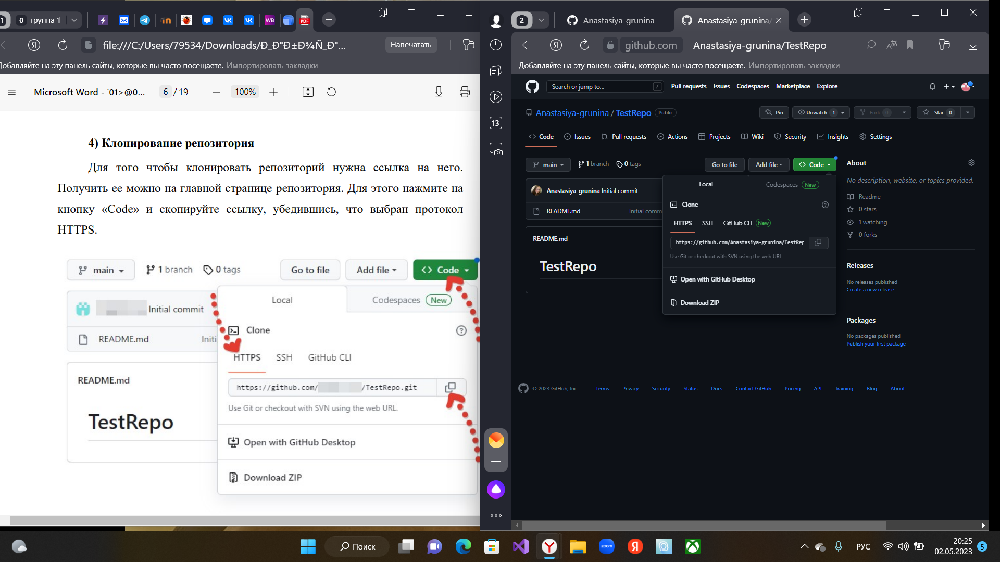 1
0 группа 1
file:///C:/Users/79534/Downloads/Ð_Ð°Ð±Ð¾Ñ_Ð°...
Напечатать
Добавляйте на эту панель сайты, которые вы часто посещаете. Импортировать закладки
Microsoft Word - ˙01>@0...
6 / 19
100%
4) Клонирование репозитория
Для того чтобы клонировать репозиторий нужна ссылка на него.
Получить ее можно на главной странице репозитория. Для этого нажмите на
кнопку «Code» и скопируйте ссылку, убедившись, что выбран протокол
HTTPS.
main
1 branch
0 tags
Go to file
Add file
Code
Local
Codespaces New
Initial commit
Clone
README.md
Initi
HTTPS SSH GitHub CLI
README.md
https://github.com/ /TestRepo.git
Use Git or checkout with SVN using the web URL.
TestRepo
Open with GitHub Desktop
Download ZIP
2
Anastasiya-grunina
Anastasiya-grunina/
github.com
Anastasiya-grunina/TestRepo
Добавляйте на эту панель сайты, которые вы часто посещаете. Импортировать закладки
13
Search or jump to... /
Pull requests Issues Codespaces Marketplace Explore
Anastasiya-grunina / TestRepo Public
Pin
Unwatch 1
Fork 0
Star 0
Code Issues Pull requests Actions Projects Wiki Security Insights Settings
main
1 branch
0 tags
Go to file
Add file
Code
Anastasiya-grunina Initial commit
README.md
Initial comm
README.md
TestRepo
Local
Codespaces New
Clone
HTTPS SSH GitHub CLI New
https://github.com/Anastasiya-grunina/TestRep
Use Git or checkout with SVN using the web URL.
Open with GitHub Desktop
Download ZIP
About
No description, website, or topics provided.
Readme
0 stars
1 watching
0 forks
Releases
No releases published
Create a new release
Packages
No packages published
Publish your first package
© 2023 GitHub, Inc. Terms Privacy Security Status Docs Contact GitHub Pricing API Training Blog About
Поиск
zoom
РУС
20:25
02.05.2023
5